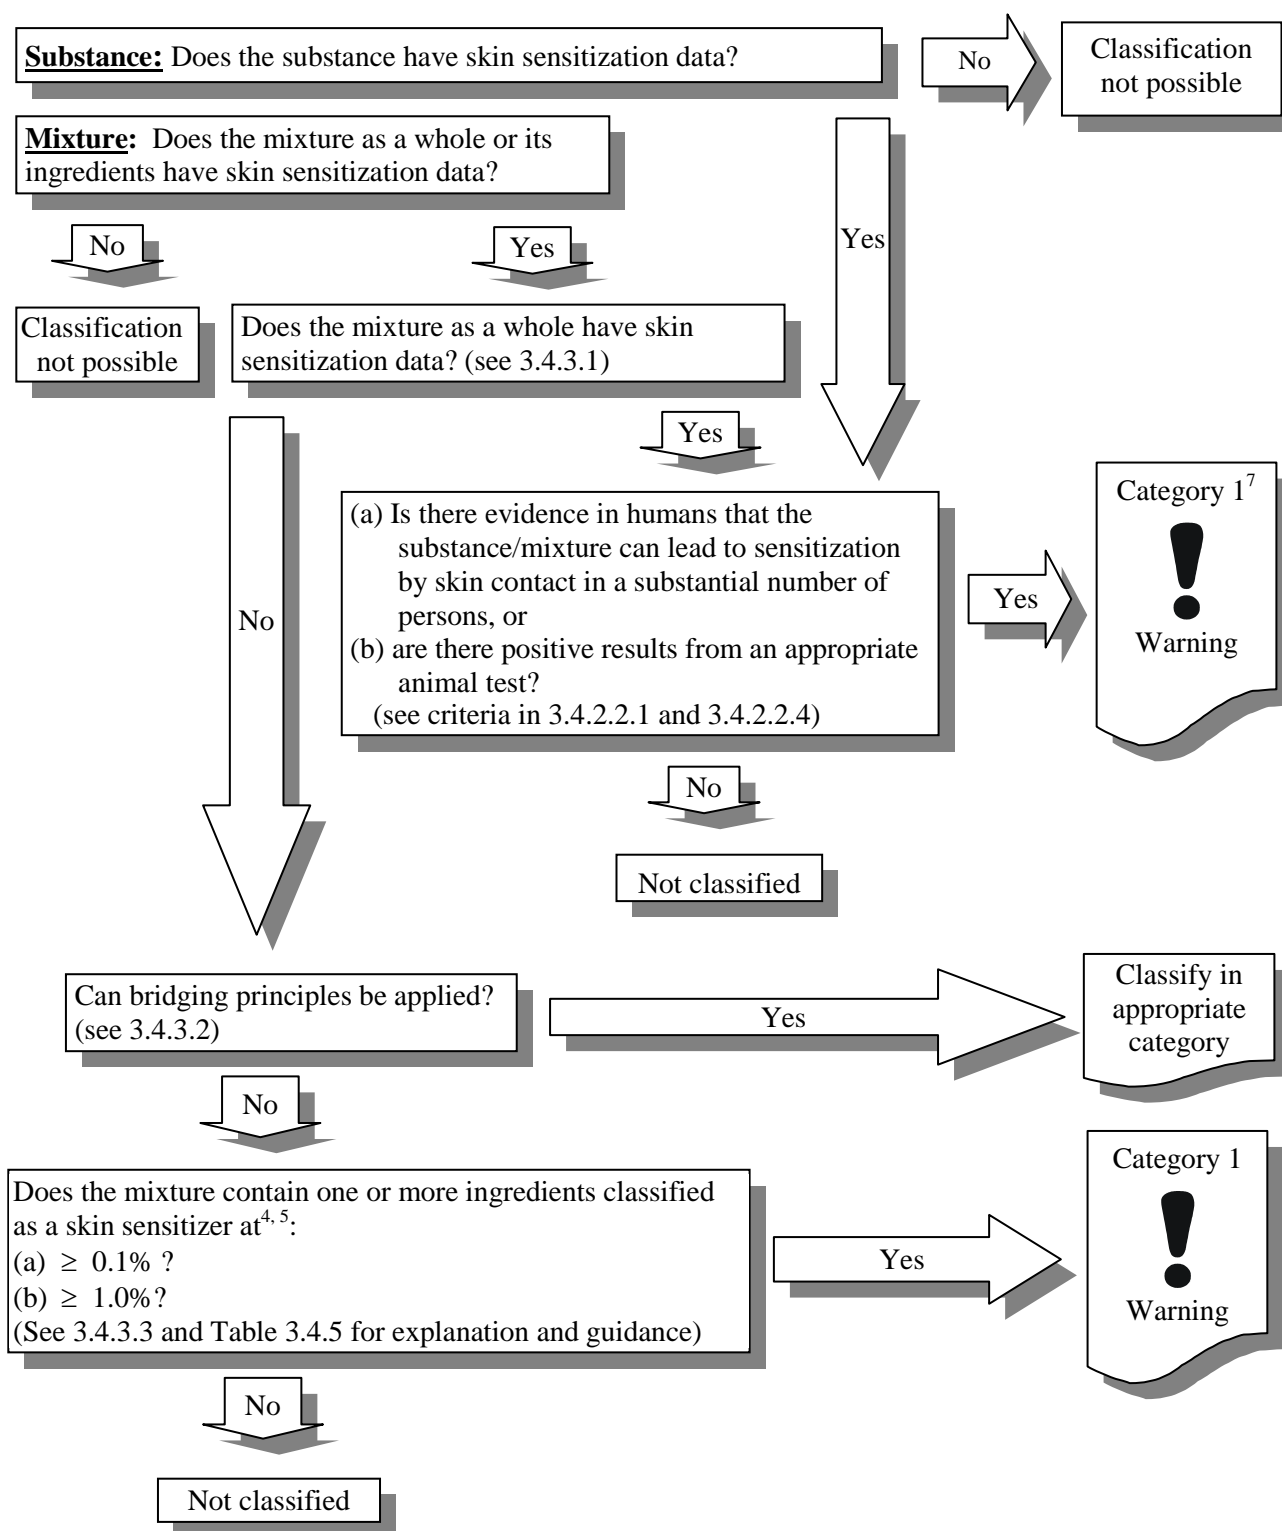 Substance: Does the substance have skin sensitization data?
No
Classification
not possible
Mixture: Does the mixture as a whole or its
ingredients have skin sensitization data?
No
Yes
Yes
Classification
not possible
Does the mixture as a whole have skin
sensitization data? (see 3.4.3.1)
Yes
No
(a) Is there evidence in humans that the
substance/mixture can lead to sensitization
by skin contact in a substantial number of
persons, or
(b) are there positive results from an appropriate
animal test?
(see criteria in 3.4.2.2.1 and 3.4.2.2.4)
Yes
Category 1⁷
!
Warning
No
Not classified
Can bridging principles be applied?
(see 3.4.3.2)
Yes
Classify in
appropriate
category
No
Does the mixture contain one or more ingredients classified
as a skin sensitizer at⁴˒ ⁵:
(a) ≥ 0.1% ?
(b) ≥ 1.0%?
(See 3.4.3.3 and Table 3.4.5 for explanation and guidance)
Yes
Category 1
!
Warning
No
Not classified